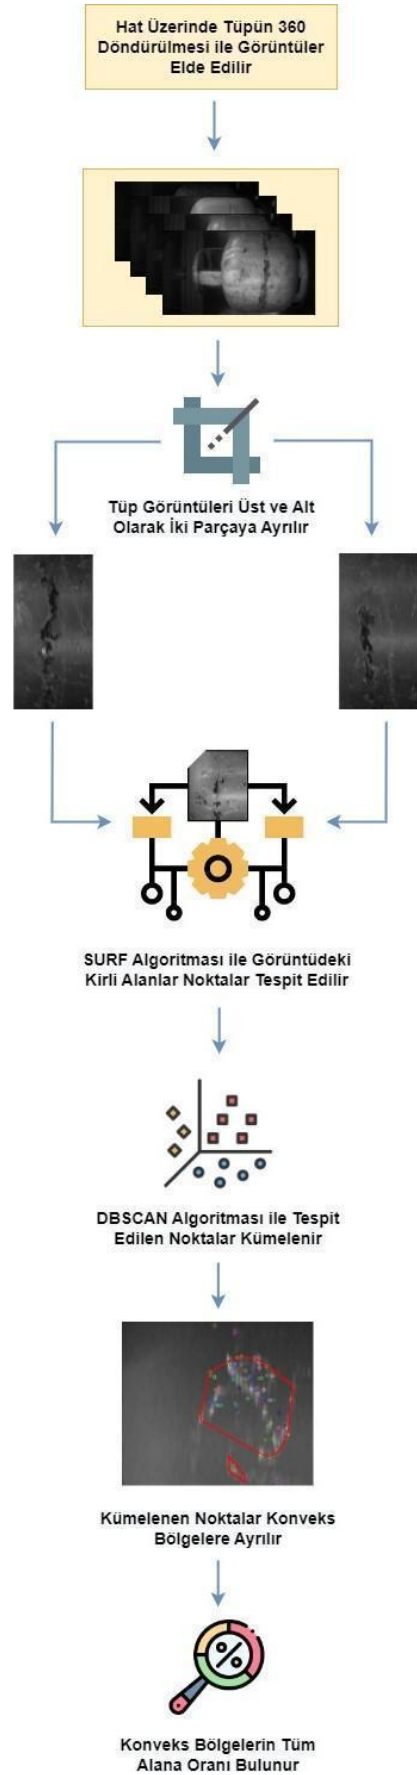 Hat Üzerinde Tüpün 360
Döndürülmesi ile Görüntüler
Elde Edilir
Tüp Görüntüleri Üst ve Alt
Olarak İki Parçaya Ayrılır
SURF Algoritması ile Görüntüdeki
Kirli Alanlar Noktalar Tespit Edilir
DBSCAN Algoritması ile Tespit
Edilen Noktalar Kümelenir
Kümelenen Noktalar Konveks
Bölgelere Ayrılır
%
Konveks Bölgelerin Tüm
Alana Oranı Bulunur